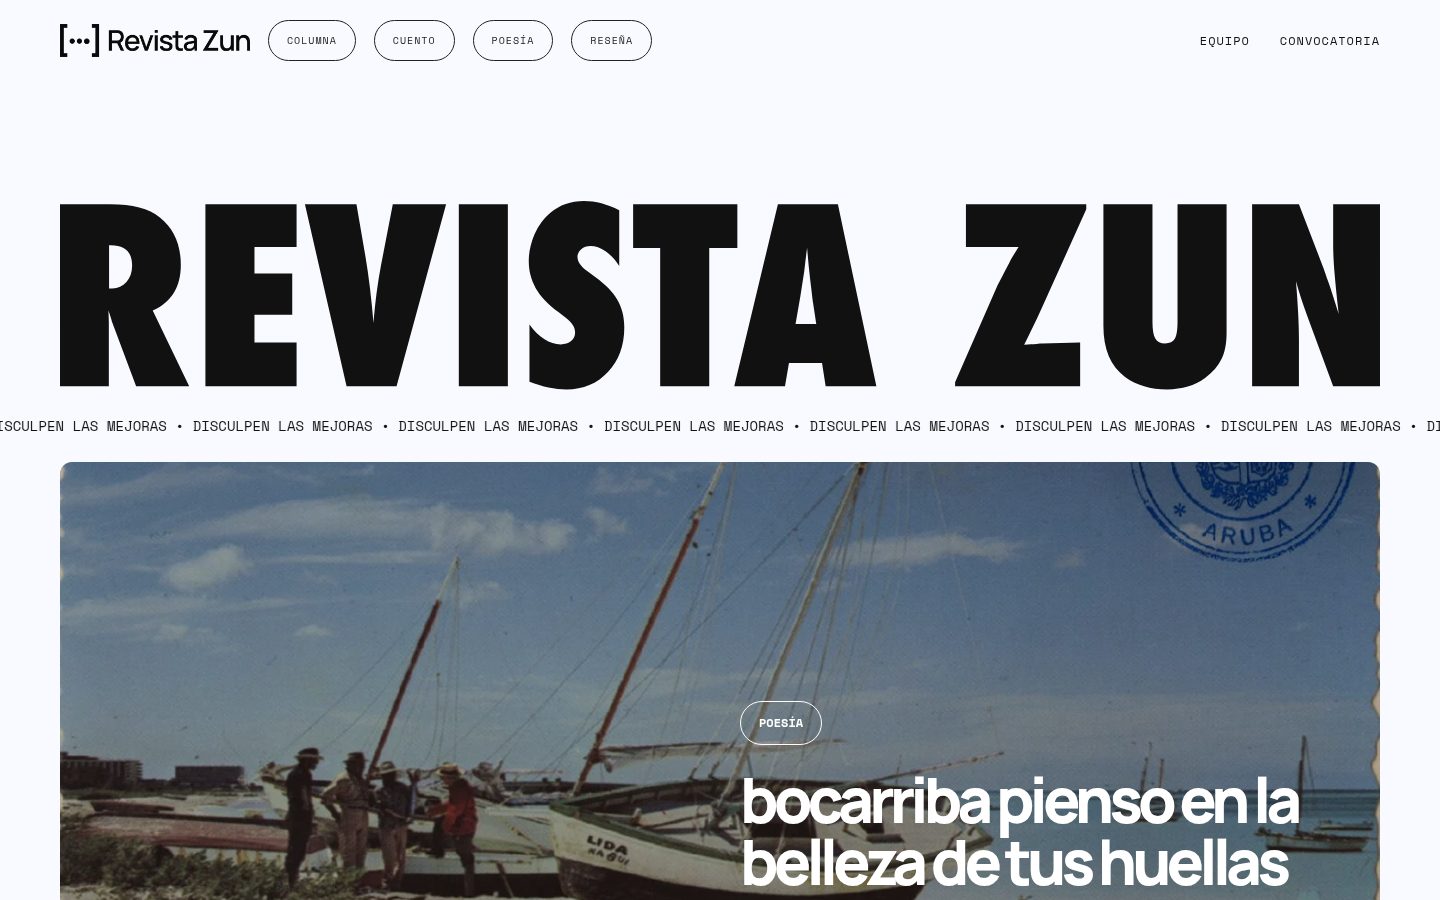 [•••] Revista Zun
COLUMNA
CUENTO
POESÍA
RESEÑA
EQUIPO
CONVOCATORIA
REVISTA ZUN
ISCULPEN LAS MEJORAS • DISCULPEN LAS MEJORAS • DISCULPEN LAS MEJORAS • DISCULPEN LAS MEJORAS • DISCULPEN LAS MEJORAS • DISCULPEN LAS MEJORAS • DISCULPEN LAS MEJORAS • DI
* ARUBA *
POESÍA
bocarriba pienso en la
belleza de tus huellas
LIDA